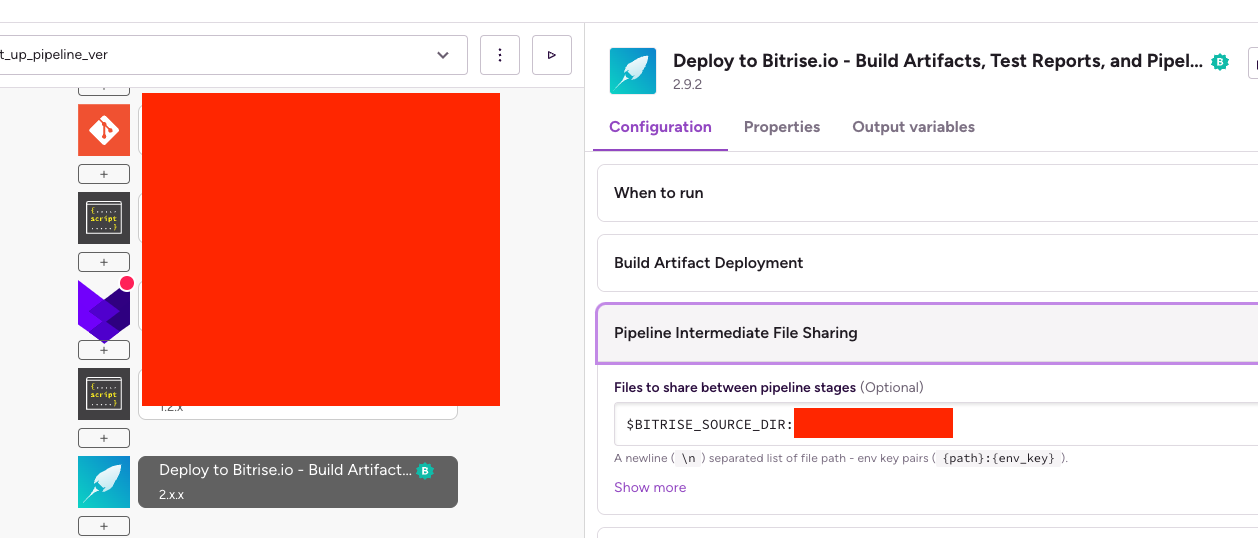 t_up_pipeline_ver
{.....
script
.....}
{.....
script
.....}
1.2.x
Deploy to Bitrise.io - Build Artifact...
B
2.x.x
Deploy to Bitrise.io - Build Artifacts, Test Reports, and Pipel...
B
2.9.2
Configuration
Properties
Output variables
When to run
Build Artifact Deployment
Pipeline Intermediate File Sharing
Files to share between pipeline stages (Optional)
$BITRISE_SOURCE_DIR:
A newline ( \n ) separated list of file path - env key pairs ( {path}:{env_key} ).
Show more